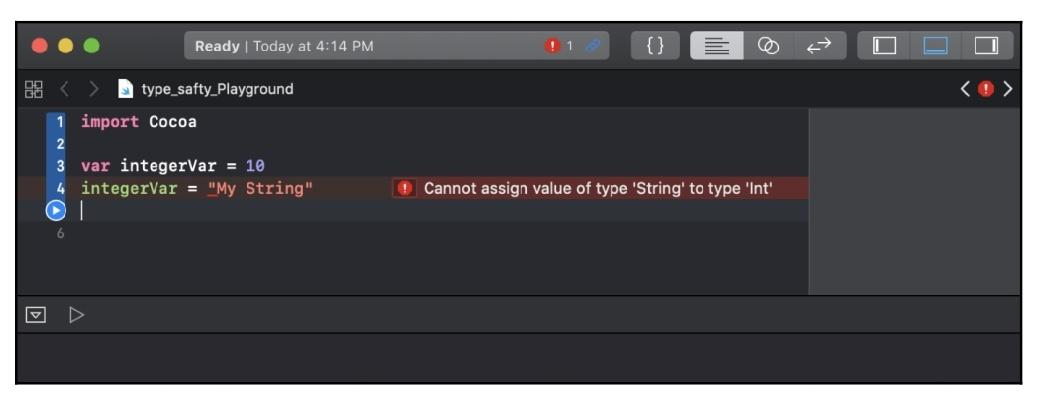 Ready | Today at 4:14 PM
1
{}
type_safty_Playground
1 import Cocoa
2
3 var integerVar = 10
4 integerVar = "My String" Cannot assign value of type 'String' to type 'Int'
6